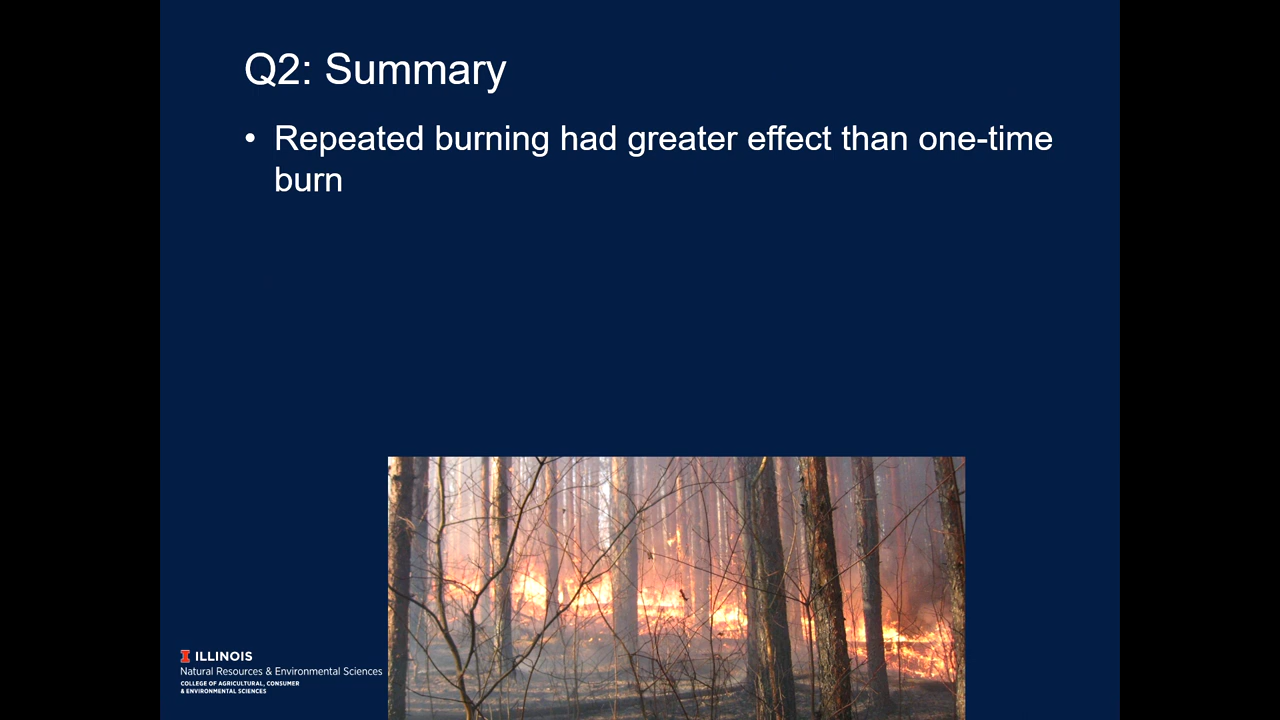 Q2: Summary
• Repeated burning had greater effect than one-time
burn
I ILLINOIS
Natural Resources & Environmental Sciences
COLLEGE OF AGRICULTURAL, CONSUMER
& ENVIRONMENTAL SCIENCES